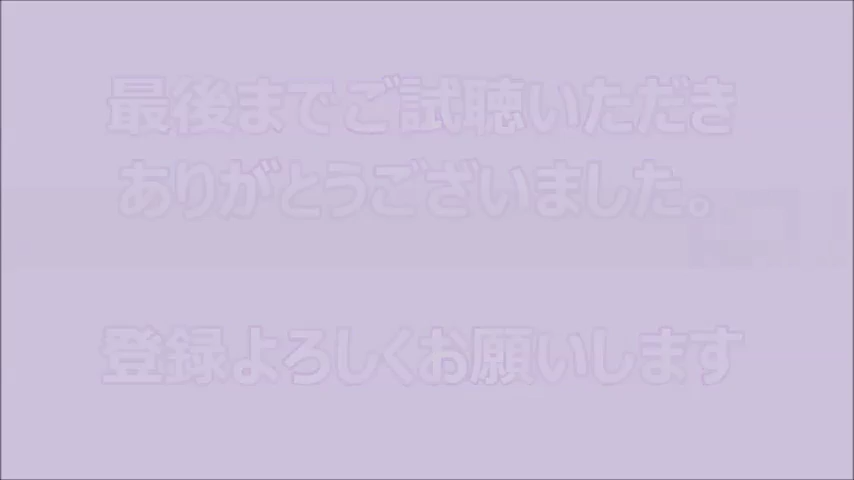 最後までご試聴いただき
ありがとうございました。
登録よろしくお願いします